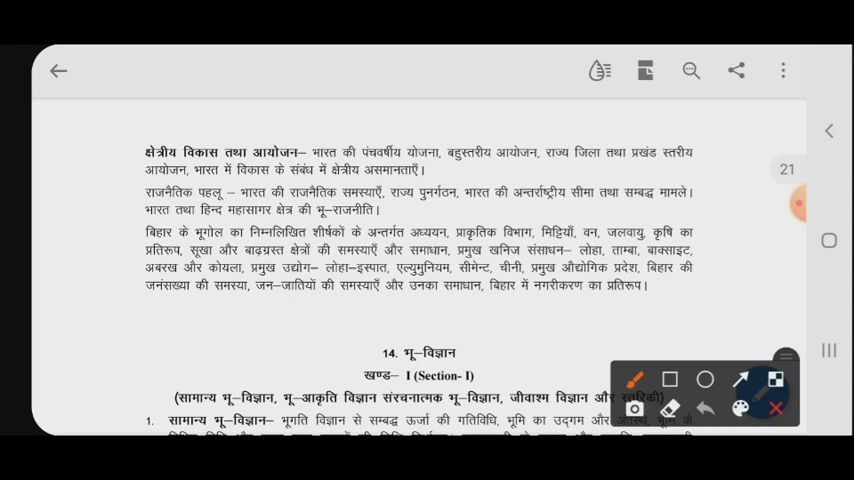 21
क्षेत्रीय विकास तथा आयोजन– भारत की पंचवर्षीय योजना, बहुस्तरीय आयोजन, राज्य जिला तथा प्रखंड स्तरीय
आयोजन, भारत में विकास के संबंध में क्षेत्रीय असमानताएँ।
राजनैतिक पहलू – भारत की राजनैतिक समस्याएँ, राज्य पुनर्गठन, भारत की अन्तर्राष्ट्रीय सीमा तथा सम्बद्ध मामले।
भारत तथा हिन्द महासागर क्षेत्र की भू–राजनीति।
बिहार के भूगोल का निम्नलिखित शीर्षकों के अन्तर्गत अध्ययन, प्राकृतिक विभाग, मिट्टियाँ, वन, जलवायु, कृषि का
प्रतिरूप, सूखा और बाढ़ग्रस्त क्षेत्रों की समस्याएँ और समाधान, प्रमुख खनिज संसाधन– लोहा, ताम्बा, बाक्साइट,
अबरख और कोयला, प्रमुख उद्योग– लोहा–इस्पात, एल्युमुनियम, सीमेन्ट, चीनी, प्रमुख औद्योगिक प्रदेश, बिहार की
जनंसख्या की समस्या, जन–जातियों की समस्याएँ और उनका समाधान, बिहार में नगरीकरण का प्रतिरूप।
14. भू–विज्ञान
खण्ड– I (Section- I)
(सामान्य भू–विज्ञान, भू–आकृति विज्ञान संरचनात्मक भू–विज्ञान, जीवाश्म विज्ञान और स्तरिकी)
1. सामान्य भू–विज्ञान– भूगति विज्ञान से सम्बद्ध ऊर्जा की गतिविधि, भूमि का उद्गम और अंतस्थ, भूमि के